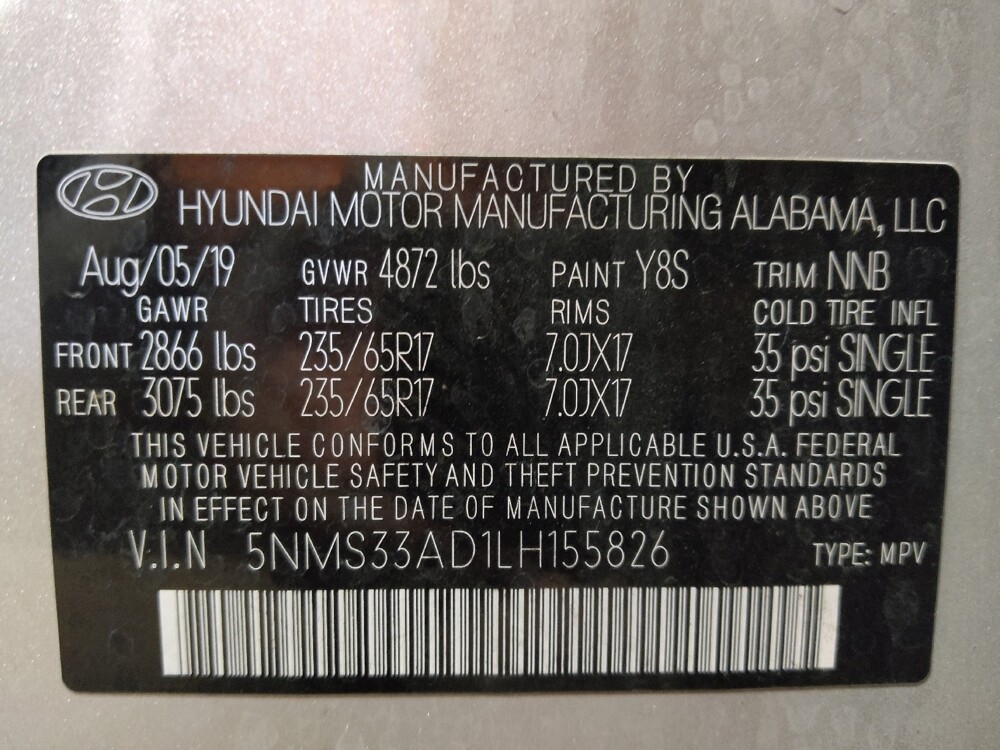 MANUFACTURED BY
HYUNDAI MOTOR MANUFACTURING ALABAMA, LLC
Aug/05/19 GVWR 4872 lbs PAINT Y8S TRIM NNB
GAWR TIRES RIMS COLD TIRE INFL
FRONT 2866 lbs 235/65R17 7.0JX17 35 psi SINGLE
REAR 3075 lbs 235/65R17 7.0JX17 35 psi SINGLE
THIS VEHICLE CONFORMS TO ALL APPLICABLE U.S.A. FEDERAL
MOTOR VEHICLE SAFETY AND THEFT PREVENTION STANDARDS
IN EFFECT ON THE DATE OF MANUFACTURE SHOWN ABOVE
V.I.N 5NMS33AD1LH155826 TYPE: MPV